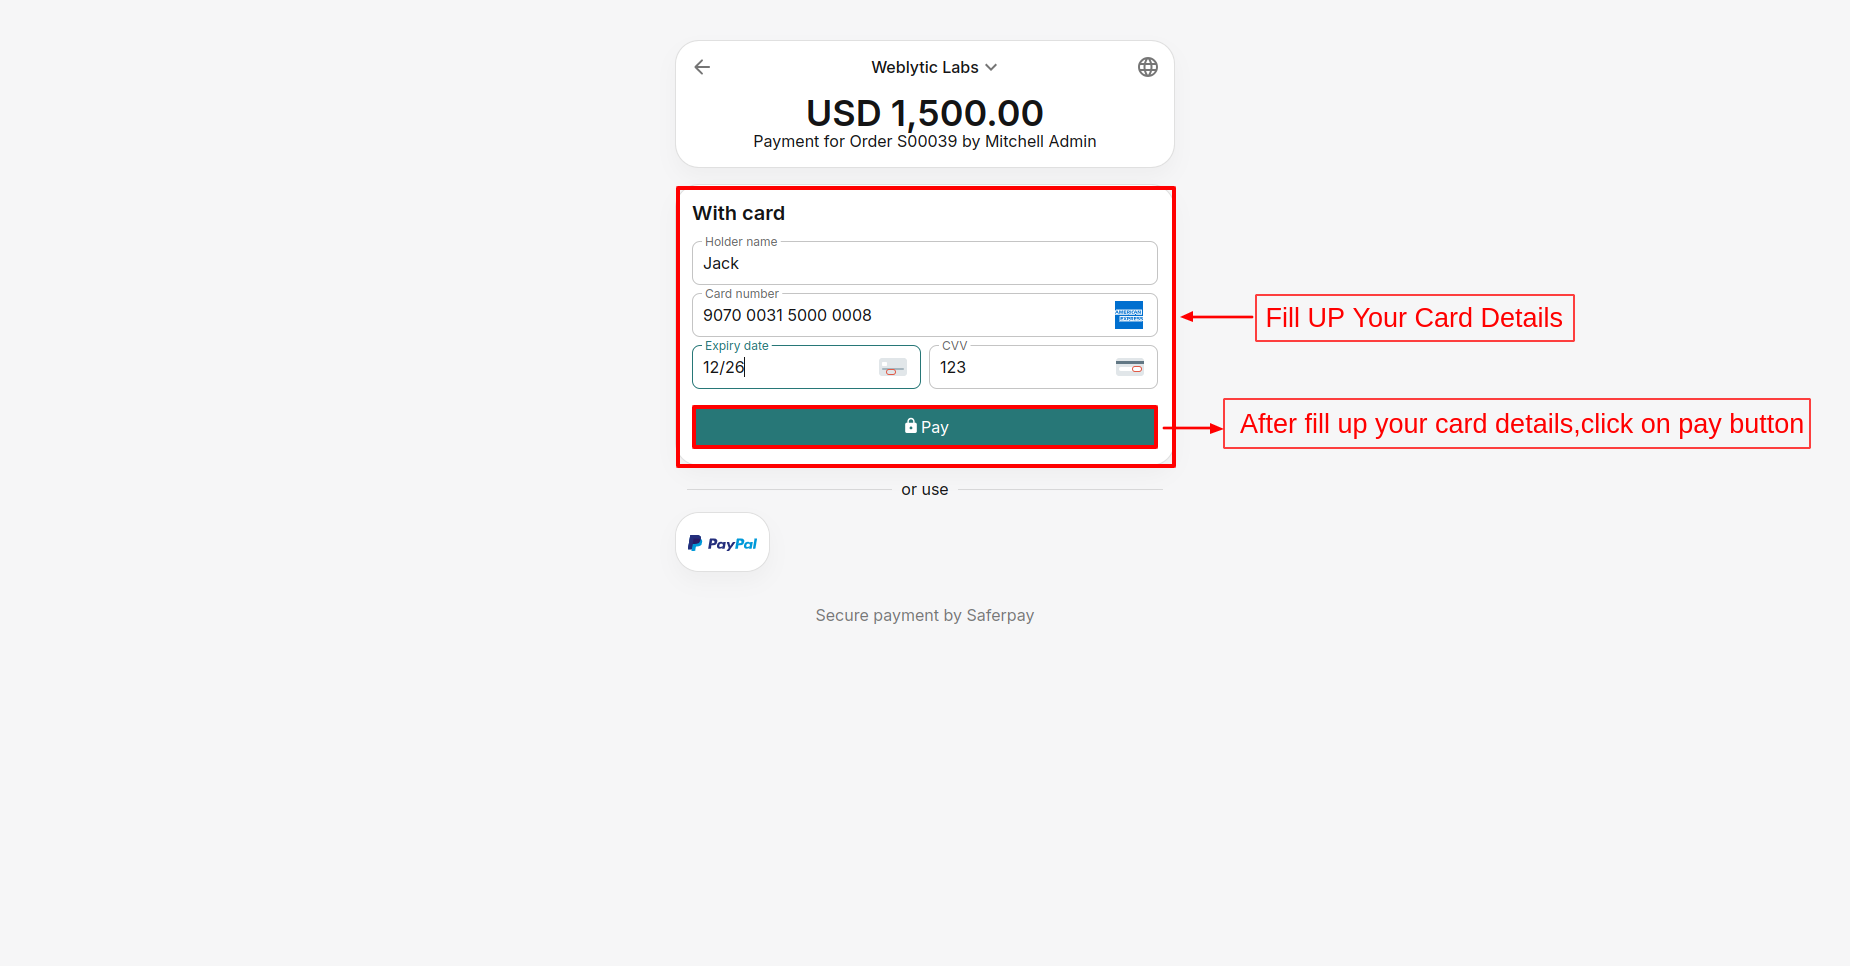 Weblytic Labs
USD 1,500.00
Payment for Order S00039 by Mitchell Admin
With card
Holder name
Jack
Card number
9070 0031 5000 0008
AMERICAN
EXPRESS
Expiry date
12/26
CVV
123
Pay
Fill UP Your Card Details
After fill up your card details,click on pay button
or use
PayPal
Secure payment by Saferpay